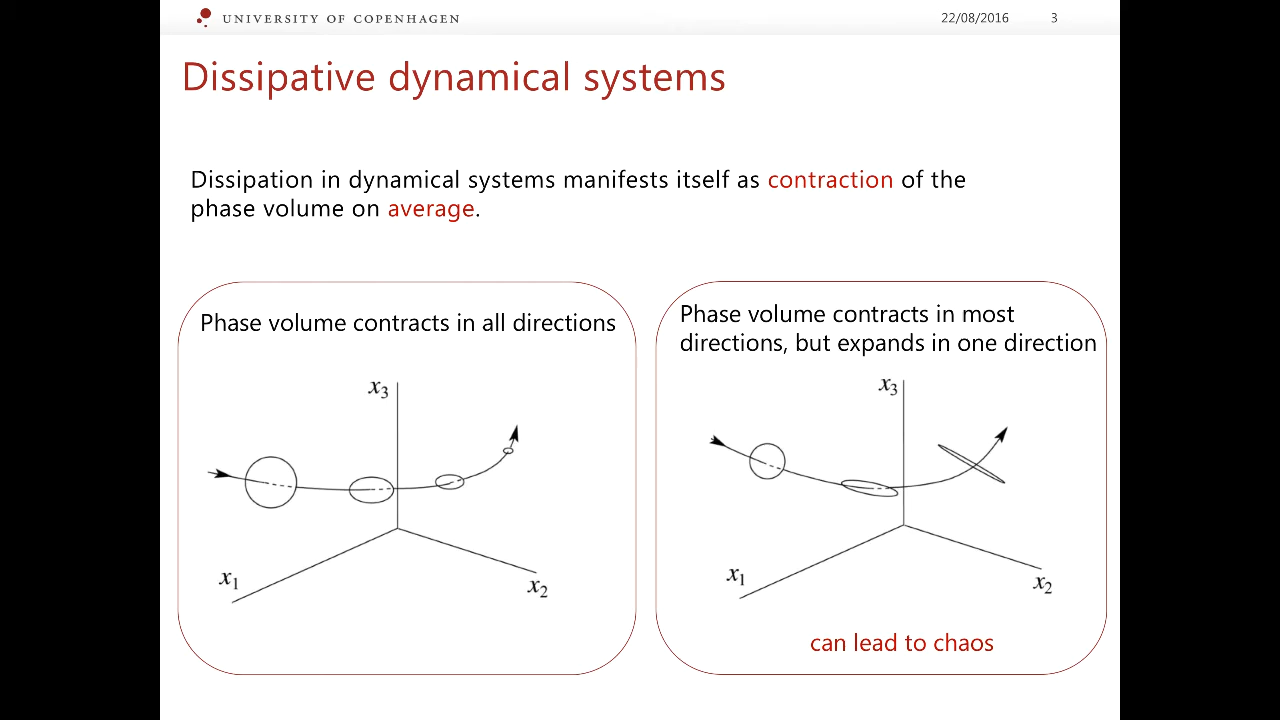 UNIVERSITY OF COPENHAGEN
22/08/2016 3
Dissipative dynamical systems
Dissipation in dynamical systems manifests itself as contraction of the
phase volume on average.
Phase volume contracts in all directions
x3
x1
x2
Phase volume contracts in most
directions, but expands in one direction
x3
x1
x2
can lead to chaos